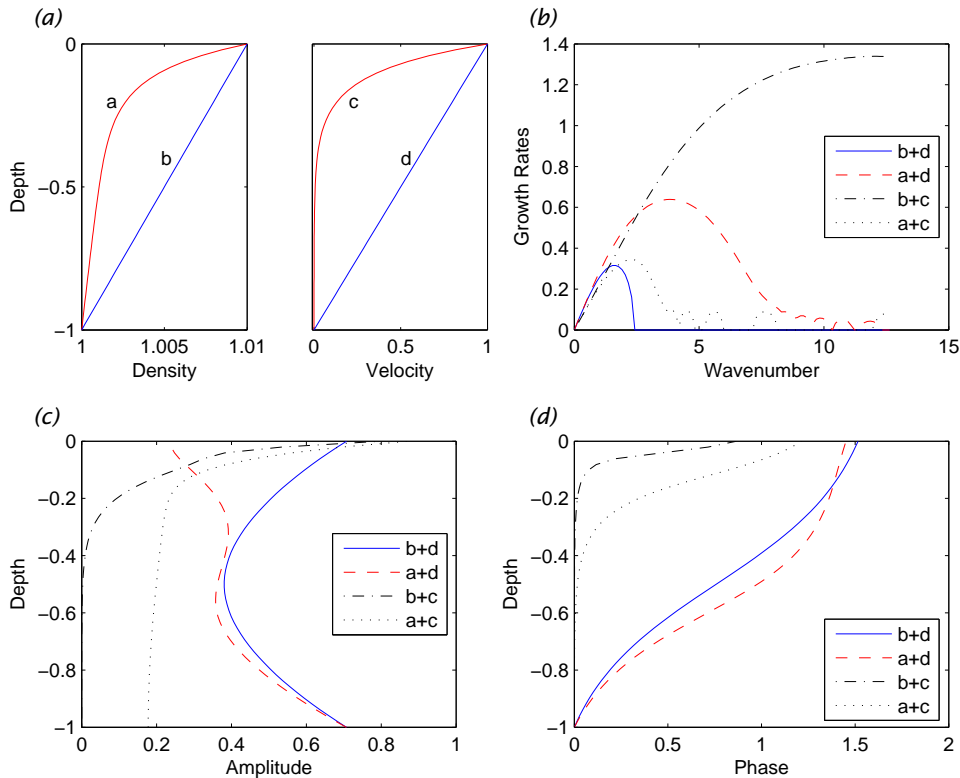 (a)
0
−0.5
−1
Depth
a
b
1
1.005
1.01
Density
c
d
0
0.5
1
Velocity
(b)
1.4
1.2
1
0.8
0.6
0.4
0.2
0
Growth Rates
b+d
a+d
b+c
a+c
0
5
10
15
Wavenumber
(c)
0
−0.2
−0.4
−0.6
−0.8
−1
Depth
b+d
a+d
b+c
a+c
0
0.2
0.4
0.6
0.8
1
Amplitude
(d)
0
−0.2
−0.4
−0.6
−0.8
−1
Depth
b+d
a+d
b+c
a+c
0
0.5
1
1.5
2
Phase